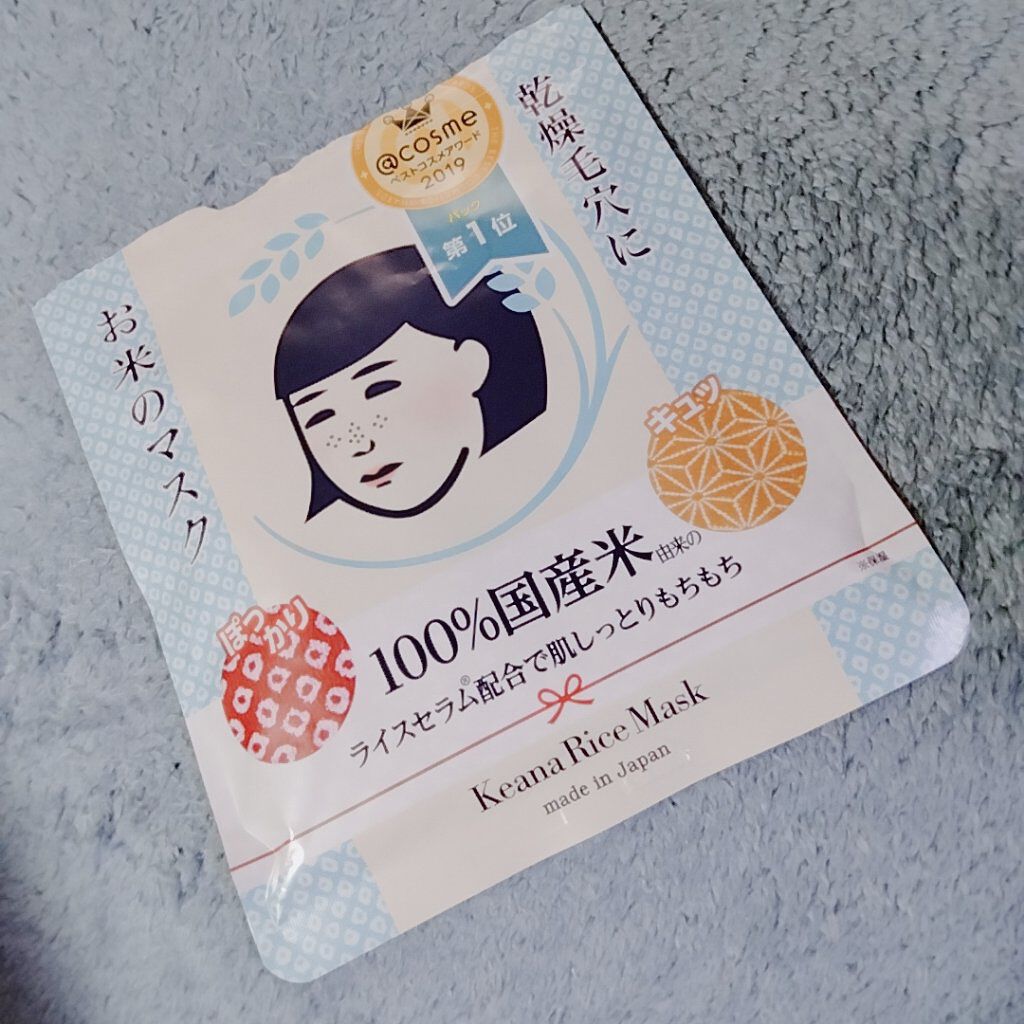 乾燥毛穴に
お米のマスク
@cosme
ベストコスメアワード
2019
パック
第1位
キュッ
ぽっかり
100%国産米由来の
ライスセラム®配合で肌しっとりもちもち
※保湿
Keana Rice Mask
made in Japan